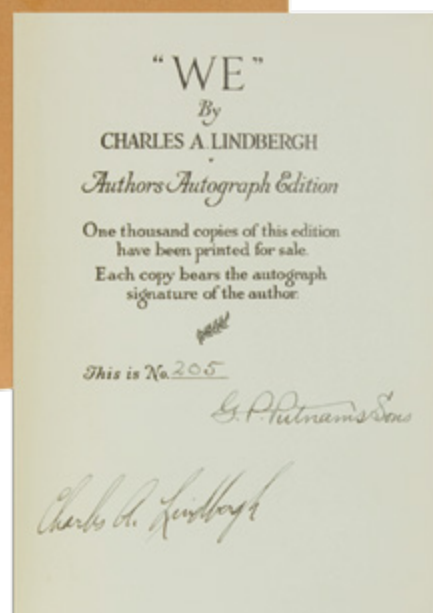 "WE"
By
CHARLES A. LINDBERGH
Authors Autograph Edition
One thousand copies of this edition
have been printed for sale.
Each copy bears the autograph
signature of the author.
This is No. 205
G. P. Putnam's Sons
Charles A. Lindbergh